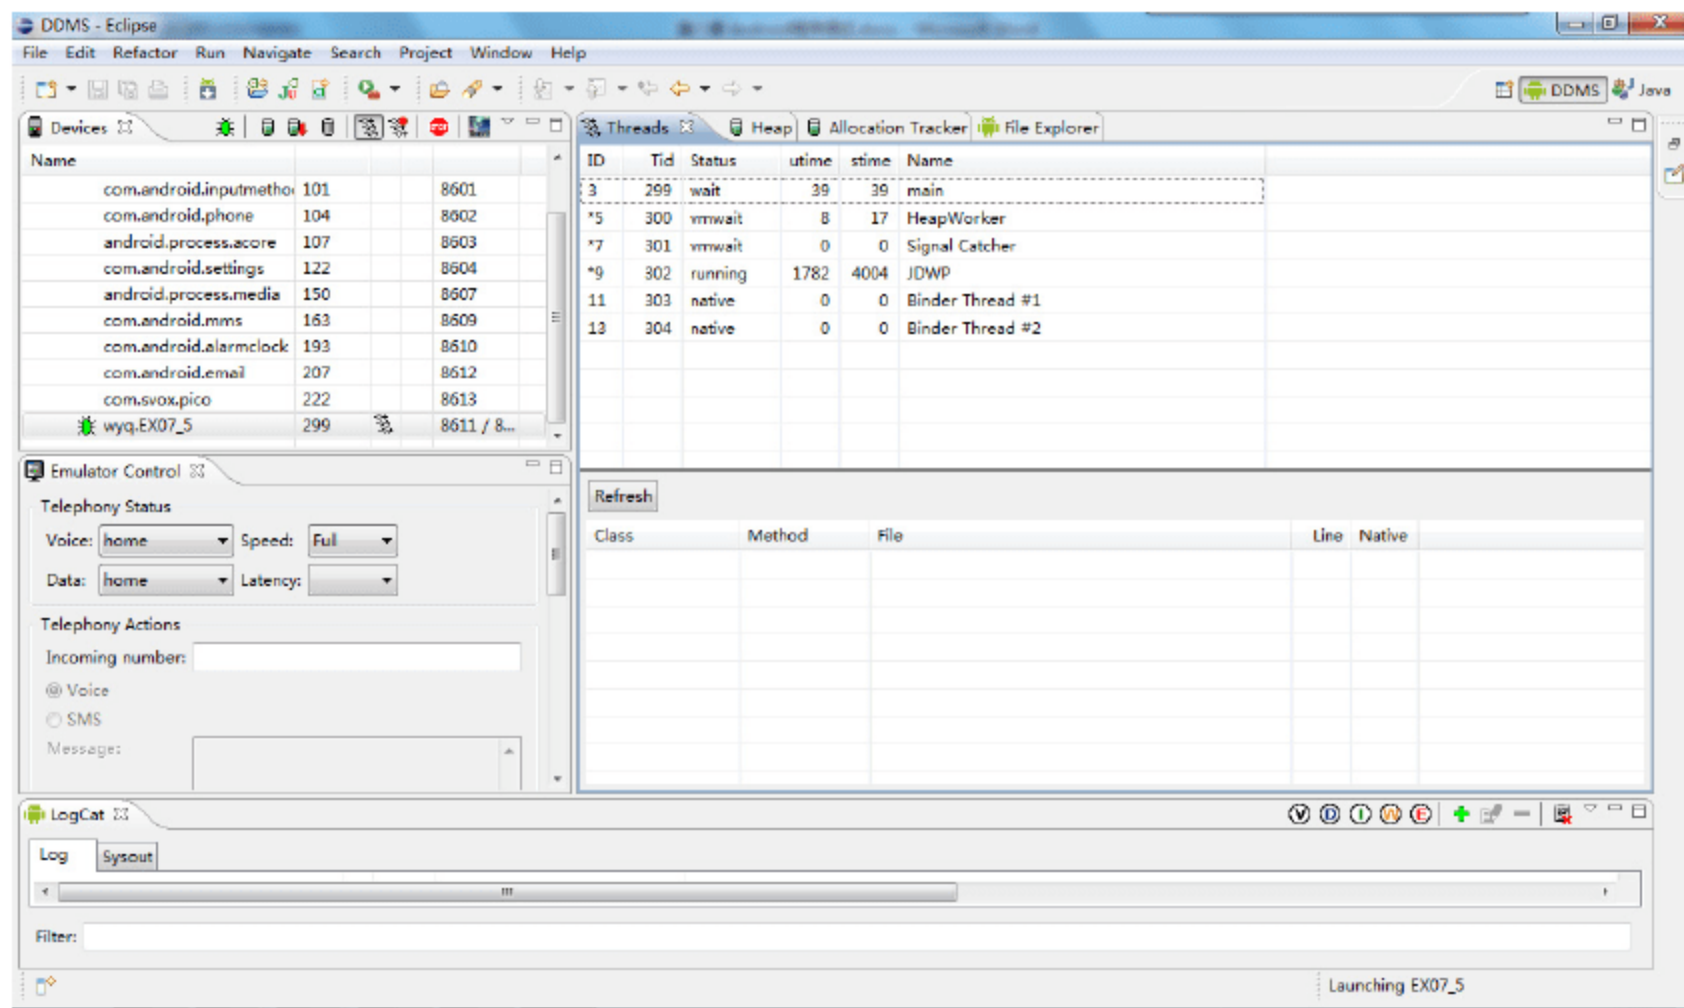 DDMS - Eclipse
File Edit Refactor Run Navigate Search Project Window Help
DDMS Java
Devices
Name
com.android.inputmetho 101 8601
com.android.phone 104 8602
android.process.acore 107 8603
com.android.settings 122 8604
android.process.media 150 8607
com.android.mms 163 8609
com.android.alarmclock 193 8610
com.android.email 207 8612
com.svox.pico 222 8613
wyq.EX07_5 299 8611 / 8...
Threads Heap Allocation Tracker File Explorer
ID Tid Status utime stime Name
3 299 wait 39 39 main
*5 300 vmwait 8 17 HeapWorker
*7 301 vmwait 0 0 Signal Catcher
*9 302 running 1782 4004 JDWP
11 303 native 0 0 Binder Thread #1
13 304 native 0 0 Binder Thread #2
Refresh
Class Method File Line Native
Emulator Control
Telephony Status
Voice: home Speed: Full
Data: home Latency:
Telephony Actions
Incoming number:
Voice
SMS
Message:
LogCat
V D I W E
Log Sysout
Filter:
Launching EX07_5